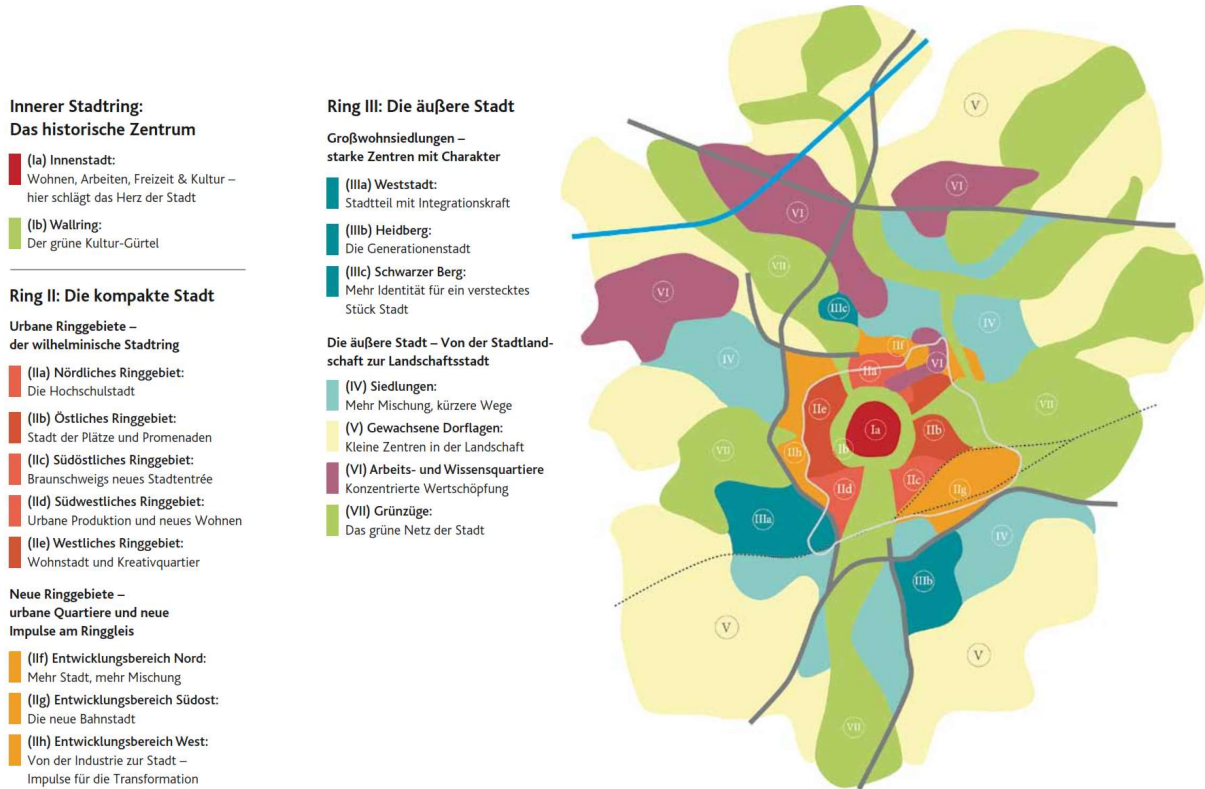 Innerer Stadtring:
Das historische Zentrum
(Ia) Innenstadt:
Wohnen, Arbeiten, Freizeit & Kultur –
hier schlägt das Herz der Stadt
(Ib) Wallring:
Der grüne Kultur-Gürtel
Ring II: Die kompakte Stadt
Urbane Ringgebiete –
der wilhelminische Stadtring
(IIa) Nördliches Ringgebiet:
Die Hochschulstadt
(IIb) Östliches Ringgebiet:
Stadt der Plätze und Promenaden
(IIc) Südöstliches Ringgebiet:
Braunschweigs neues Stadtentrée
(IId) Südwestliches Ringgebiet:
Urbane Produktion und neues Wohnen
(IIe) Westliches Ringgebiet:
Wohnstadt und Kreativquartier
Neue Ringgebiete –
urbane Quartiere und neue
Impulse am Ringgleis
(IIf) Entwicklungsbereich Nord:
Mehr Stadt, mehr Mischung
(IIg) Entwicklungsbereich Südost:
Die neue Bahnstadt
(IIh) Entwicklungsbereich West:
Von der Industrie zur Stadt –
Impulse für die Transformation
Ring III: Die äußere Stadt
Großwohnsiedlungen –
starke Zentren mit Charakter
(IIIa) Weststadt:
Stadtteil mit Integrationskraft
(IIIb) Heidberg:
Die Generationenstadt
(IIIc) Schwarzer Berg:
Mehr Identität für ein verstecktes
Stück Stadt
Die äußere Stadt – Von der Stadtland-
schaft zur Landschaftsstadt
(IV) Siedlungen:
Mehr Mischung, kürzere Wege
(V) Gewachsene Dorflagen:
Kleine Zentren in der Landschaft
(VI) Arbeits- und Wissensquartiere
Konzentrierte Wertschöpfung
(VII) Grünzüge:
Das grüne Netz der Stadt
V
VI
VI
VII
VI
IIIc
IV
IIf
IV
VI
IIa
VII
IIe
Ia
IIb
Ib
VII
IIh
IId
IIc
IIg
IIIa
IV
IIIb
V
V
VII